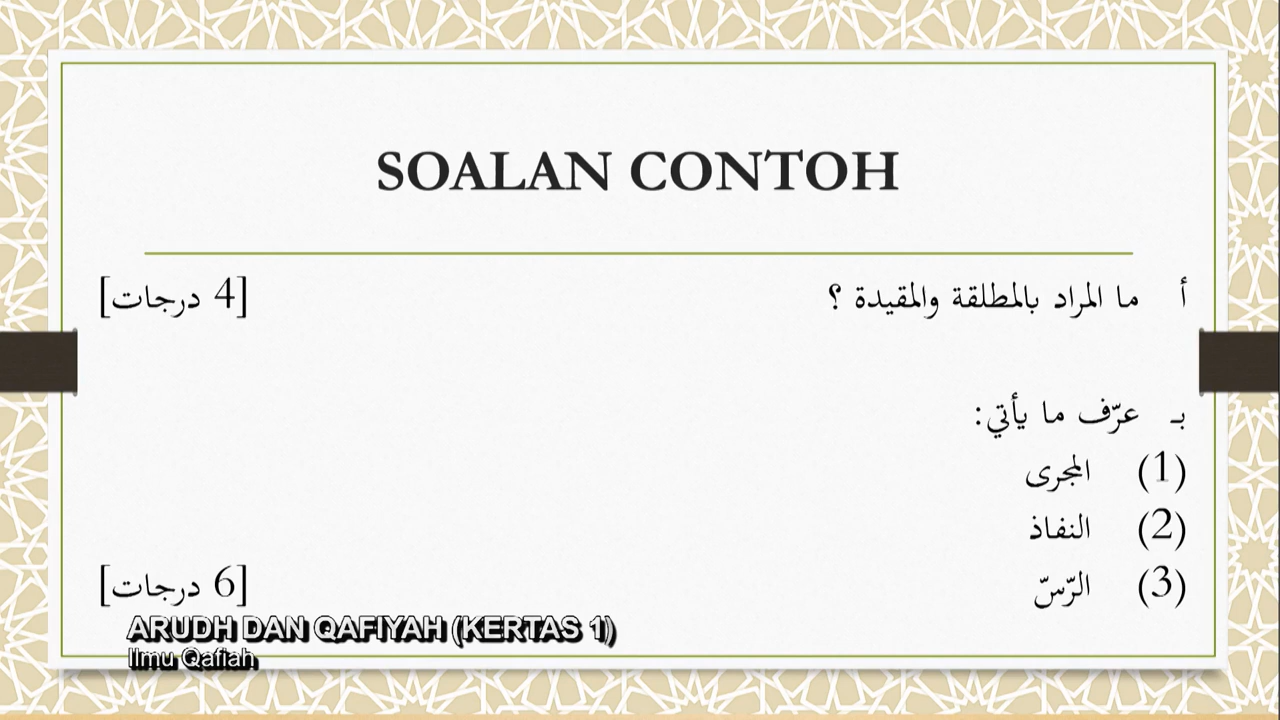 SOALAN CONTOH
أ ما المراد بالمطلقة والمقيدة ؟ [4 درجات]
بـ عرّف ما يأتي:
(1) المجرى
(2) النفاذ
(3) الرّسّ [6 درجات]
ARUDH DAN QAFIYAH (KERTAS 1)
Ilmu Qafiah